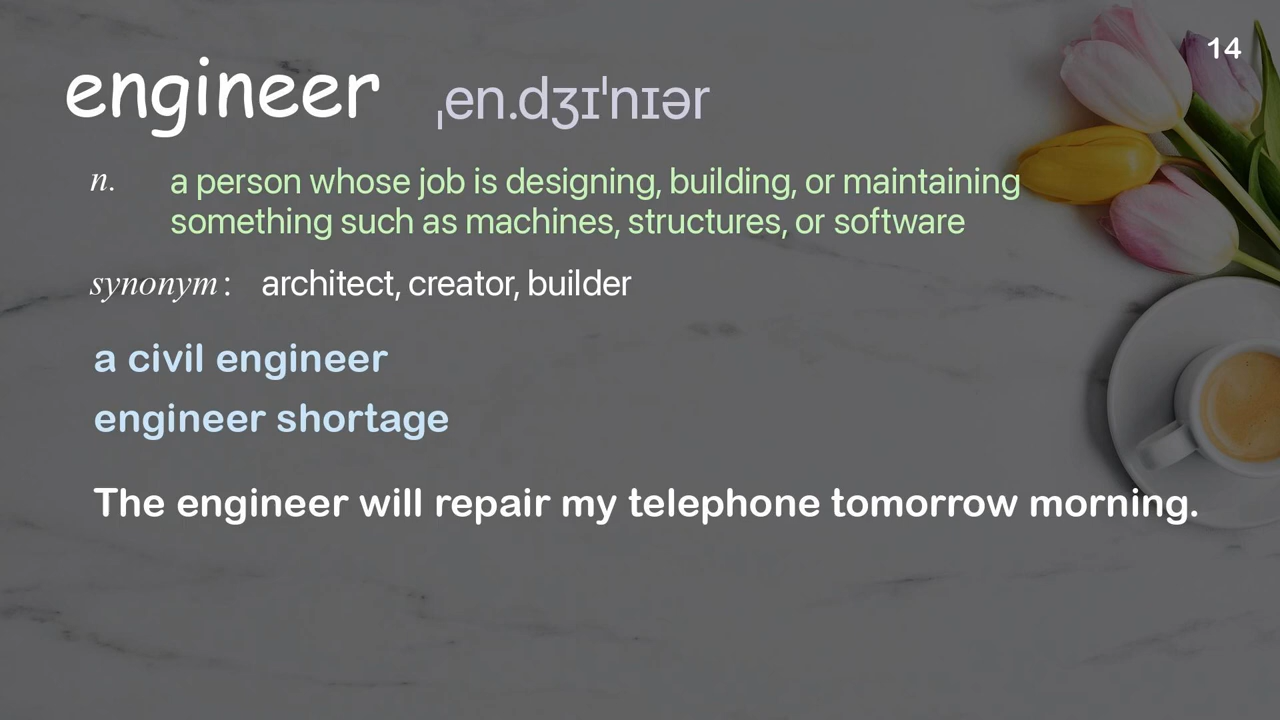 14
engineer ˌen.dʒɪˈnɪər
n. a person whose job is designing, building, or maintaining
something such as machines, structures, or software
synonym: architect, creator, builder
a civil engineer
engineer shortage
The engineer will repair my telephone tomorrow morning.